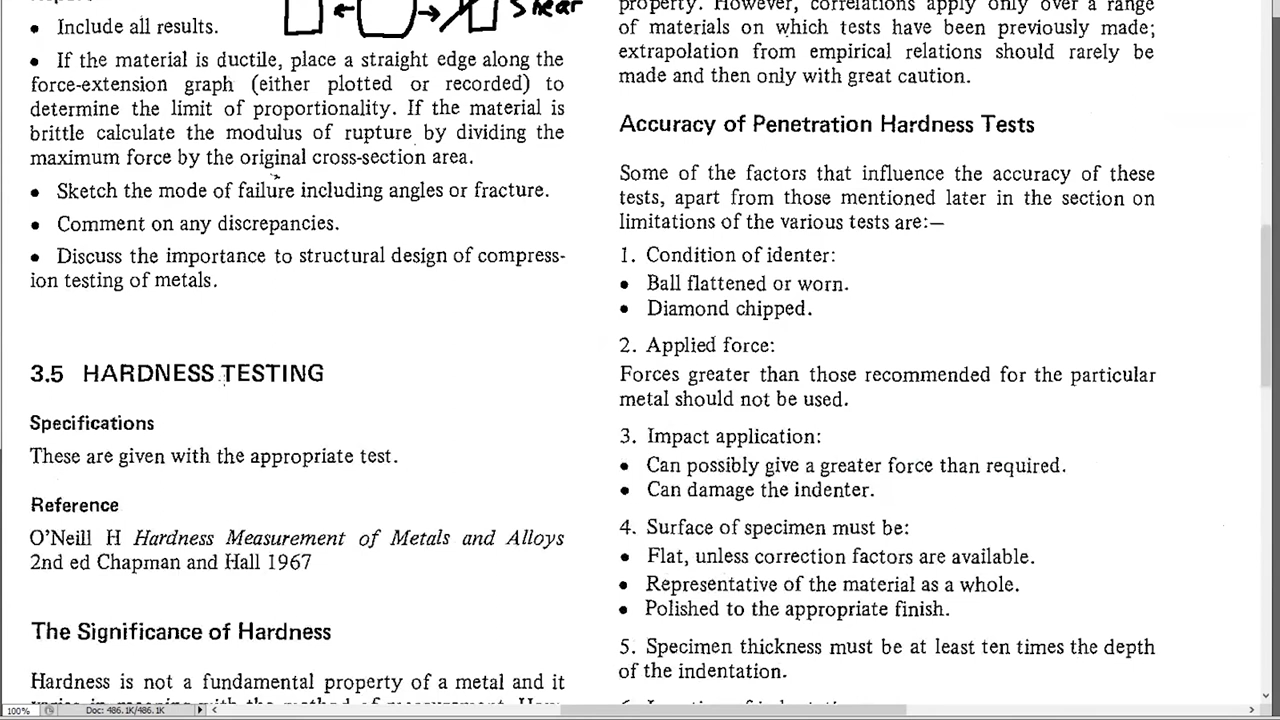 shear
• Include all results.
• If the material is ductile, place a straight edge along the
force-extension graph (either plotted or recorded) to
determine the limit of proportionality. If the material is
brittle calculate the modulus of rupture by dividing the
maximum force by the original cross-section area.
• Sketch the mode of failure including angles or fracture.
• Comment on any discrepancies.
• Discuss the importance to structural design of compress-
ion testing of metals.
3.5 HARDNESS TESTING
Specifications
These are given with the appropriate test.
Reference
O'Neill H Hardness Measurement of Metals and Alloys
2nd ed Chapman and Hall 1967
The Significance of Hardness
Hardness is not a fundamental property of a metal and it
property. However, correlations apply only over a range
of materials on which tests have been previously made;
extrapolation from empirical relations should rarely be
made and then only with great caution.
Accuracy of Penetration Hardness Tests
Some of the factors that influence the accuracy of these
tests, apart from those mentioned later in the section on
limitations of the various tests are:—
1. Condition of identer:
• Ball flattened or worn.
• Diamond chipped.
2. Applied force:
Forces greater than those recommended for the particular
metal should not be used.
3. Impact application:
• Can possibly give a greater force than required.
• Can damage the indenter.
4. Surface of specimen must be:
• Flat, unless correction factors are available.
• Representative of the material as a whole.
• Polished to the appropriate finish.
5. Specimen thickness must be at least ten times the depth
of the indentation.
100% Doc: 486.1K/486.1K